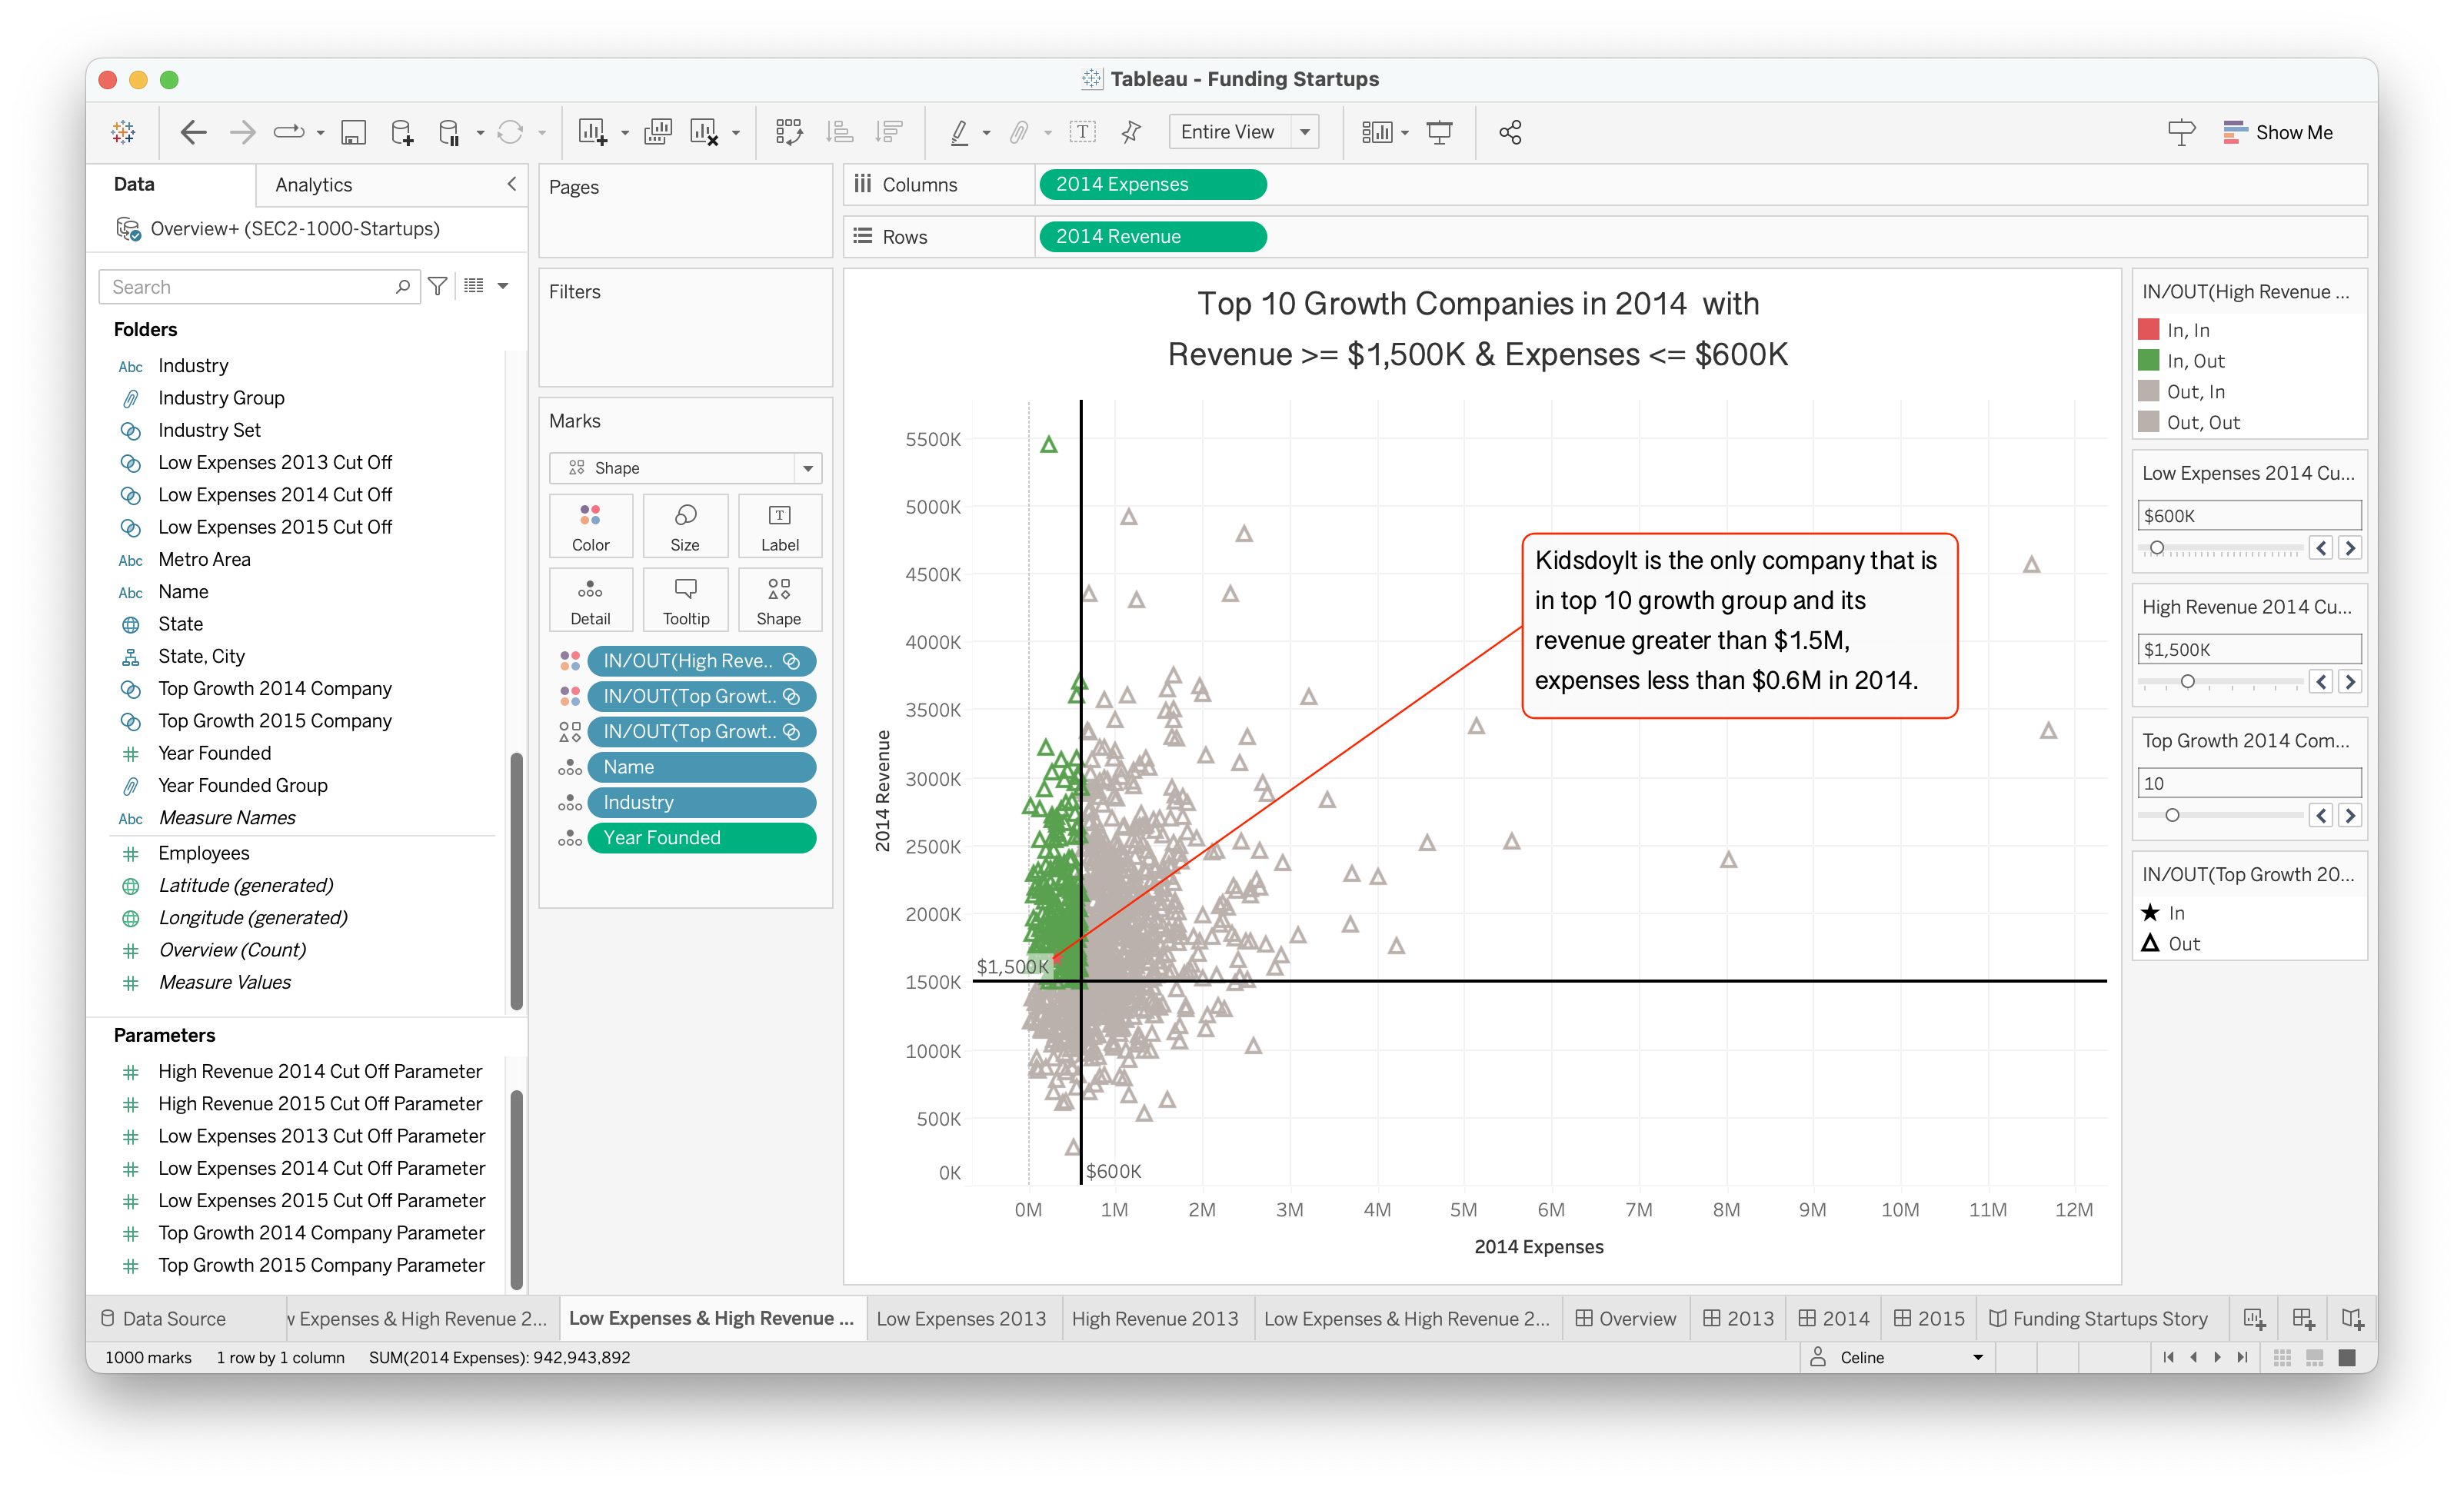 Tableau - Funding Startups
Entire View
Show Me
Data
Analytics
Overview+ (SEC2-1000-Startups)
Search
Folders
Abc Industry
Industry Group
Industry Set
Low Expenses 2013 Cut Off
Low Expenses 2014 Cut Off
Low Expenses 2015 Cut Off
Abc Metro Area
Abc Name
State
State, City
Top Growth 2014 Company
Top Growth 2015 Company
Year Founded
Year Founded Group
Abc Measure Names
Employees
Latitude (generated)
Longitude (generated)
Overview (Count)
Measure Values
Parameters
High Revenue 2014 Cut Off Parameter
High Revenue 2015 Cut Off Parameter
Low Expenses 2013 Cut Off Parameter
Low Expenses 2014 Cut Off Parameter
Low Expenses 2015 Cut Off Parameter
Top Growth 2014 Company Parameter
Top Growth 2015 Company Parameter
Pages
Filters
Marks
Shape
Color
Size
T
Label
Detail
Tooltip
Shape
IN/OUT(High Reve..
IN/OUT(Top Growt..
IN/OUT(Top Growt..
Name
Industry
Year Founded
Columns
2014 Expenses
Rows
2014 Revenue
Top 10 Growth Companies in 2014 with
Revenue >= $1,500K & Expenses <= $600K
2014 Revenue
5500K
5000K
4500K
4000K
3500K
3000K
2500K
2000K
1500K
1000K
500K
0K
$1,500K
$600K
KidsdoyIt is the only company that is
in top 10 growth group and its
revenue greater than $1.5M,
expenses less than $0.6M in 2014.
0M 1M 2M 3M 4M 5M 6M 7M 8M 9M 10M 11M 12M
2014 Expenses
IN/OUT(High Revenue ...
In, In
In, Out
Out, In
Out, Out
Low Expenses 2014 Cu...
$600K
High Revenue 2014 Cu...
$1,500K
Top Growth 2014 Com...
10
IN/OUT(Top Growth 20...
In
Out
Data Source
w Expenses & High Revenue 2...
Low Expenses & High Revenue ...
Low Expenses 2013
High Revenue 2013
Low Expenses & High Revenue 2...
Overview
2013
2014
2015
Funding Startups Story
1000 marks
1 row by 1 column
SUM(2014 Expenses): 942,943,892
Celine